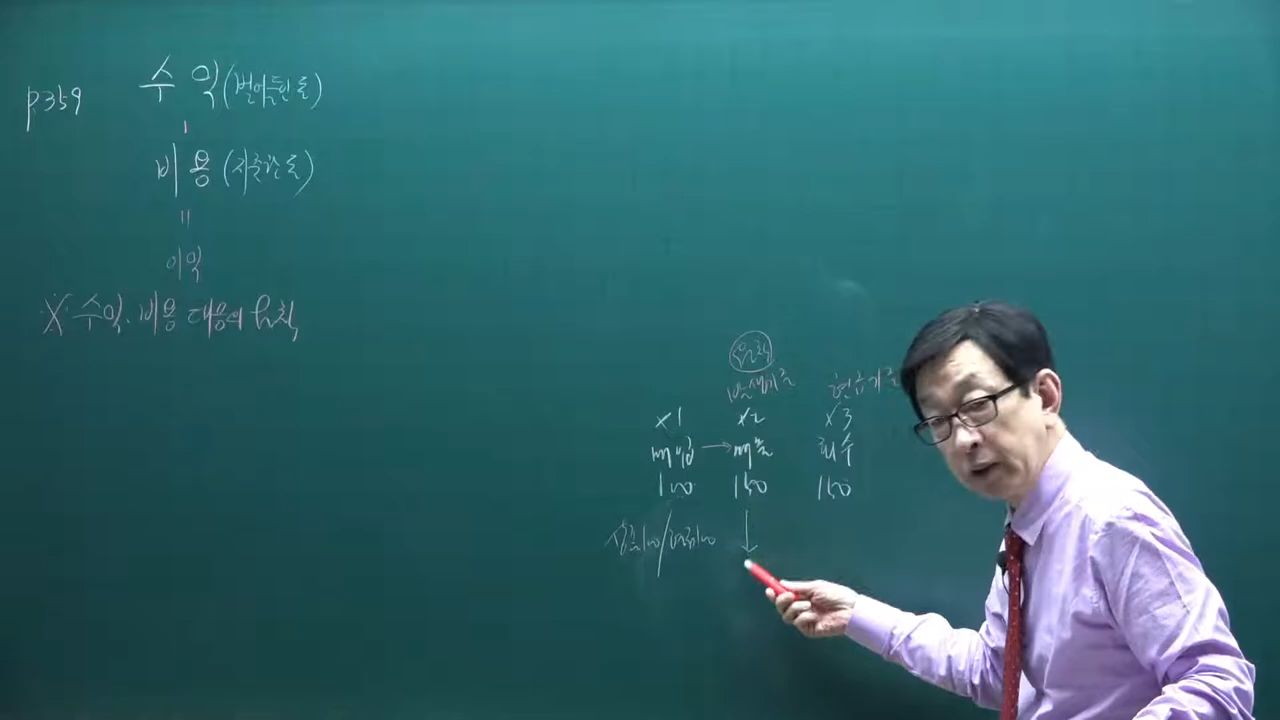 p359
수익(벌어들인 돈)
비용(지출한 돈)
"
이익
※ 수익·비용 대응의 원칙
원칙
발생기준 현금기준
×1 ×2 ×3
매입 → 매출 회수
100 150 150
상품100/현금100